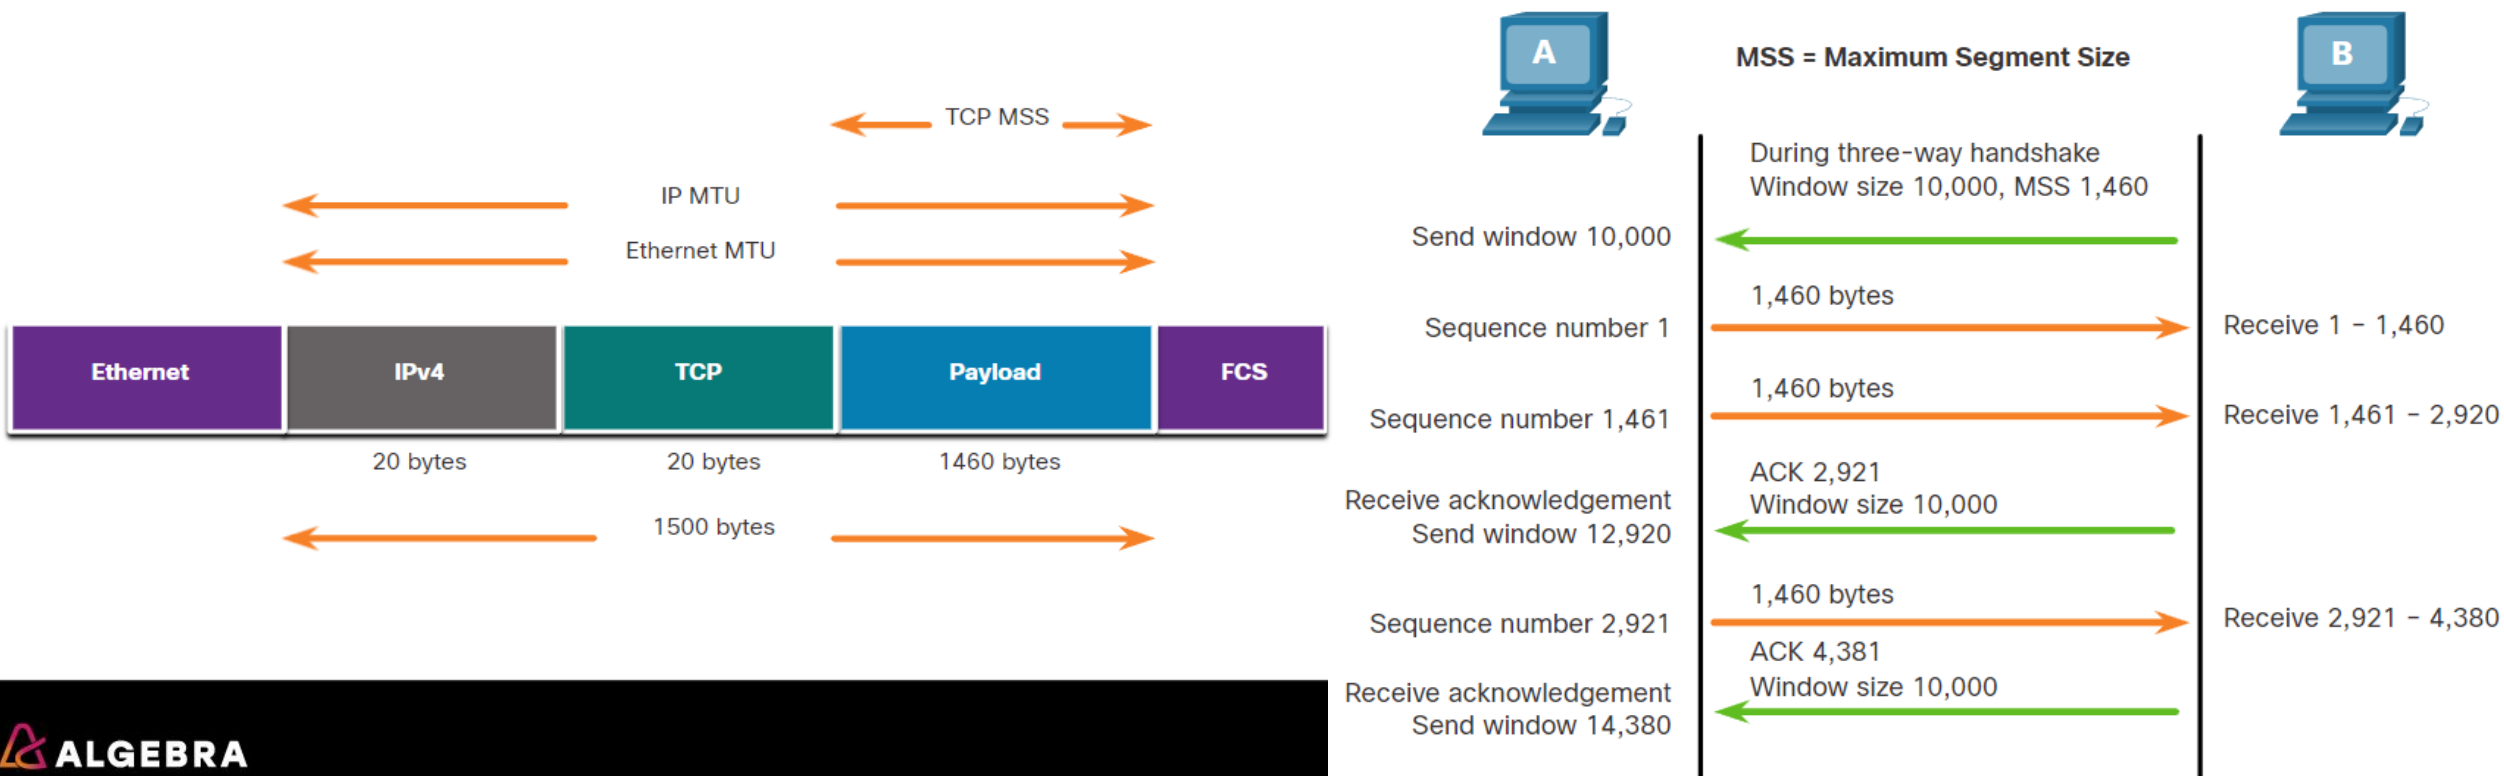 TCP MSS
IP MTU
Ethernet MTU
Ethernet
IPv4
TCP
Payload
FCS
20 bytes
20 bytes
1460 bytes
1500 bytes
ALGEBRA
A
MSS = Maximum Segment Size
B
During three-way handshake
Window size 10,000, MSS 1,460
Send window 10,000
1,460 bytes
Sequence number 1
Receive 1 - 1,460
1,460 bytes
Sequence number 1,461
Receive 1,461 - 2,920
ACK 2,921
Window size 10,000
Receive acknowledgement
Send window 12,920
1,460 bytes
Sequence number 2,921
Receive 2,921 - 4,380
ACK 4,381
Window size 10,000
Receive acknowledgement
Send window 14,380